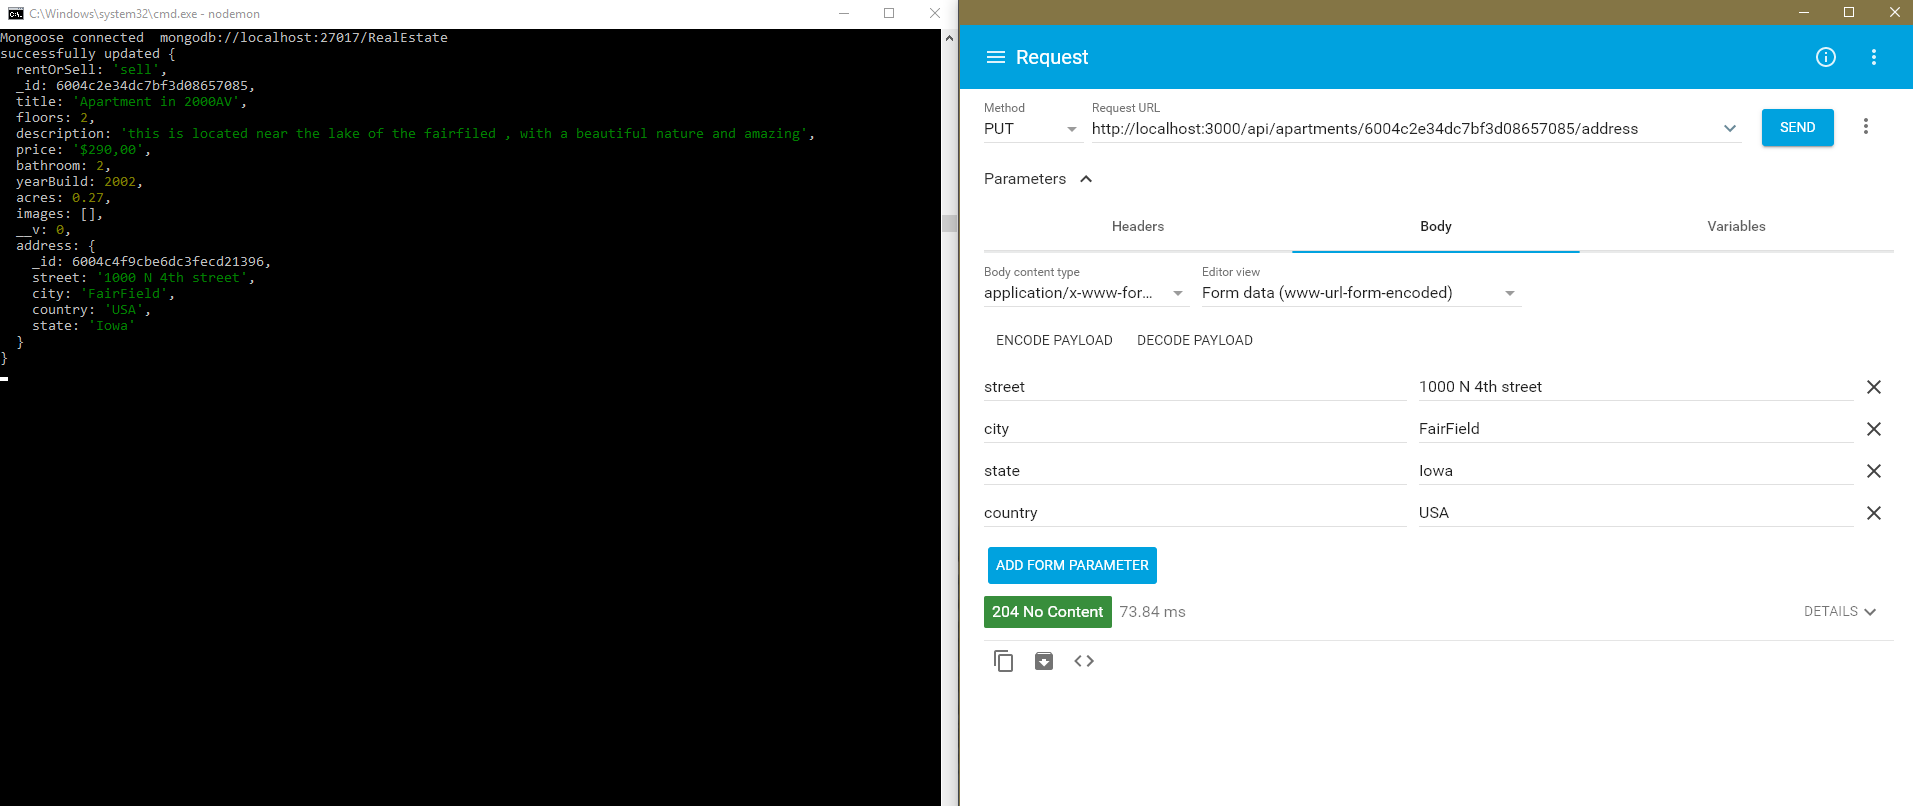 C:\Windows\system32\cmd.exe - nodemon
Mongoose connected  mongodb://localhost:27017/RealEstate
successfully updated {
  rentOrSell: 'sell',
  _id: 6004c2e34dc7bf3d08657085,
  title: 'Apartment in 2000AV',
  floors: 2,
  description: 'this is located near the lake of the fairfiled , with a beautiful nature and amazing',
  price: '$290,00',
  bathroom: 2,
  yearBuild: 2002,
  acres: 0.27,
  images: [],
  __v: 0,
  address: {
    _id: 6004c4f9cbe6dc3fecd21396,
    street: '1000 N 4th street',
    city: 'FairField',
    country: 'USA',
    state: 'Iowa'
  }
}
Request
Method
PUT
Request URL
http://localhost:3000/api/apartments/6004c2e34dc7bf3d08657085/address
SEND
Parameters
Headers Body Variables
Body content type
application/x-www-for...
Editor view
Form data (www-url-form-encoded)
ENCODE PAYLOAD DECODE PAYLOAD
street 1000 N 4th street
city FairField
state Iowa
country USA
ADD FORM PARAMETER
204 No Content 73.84 ms DETAILS